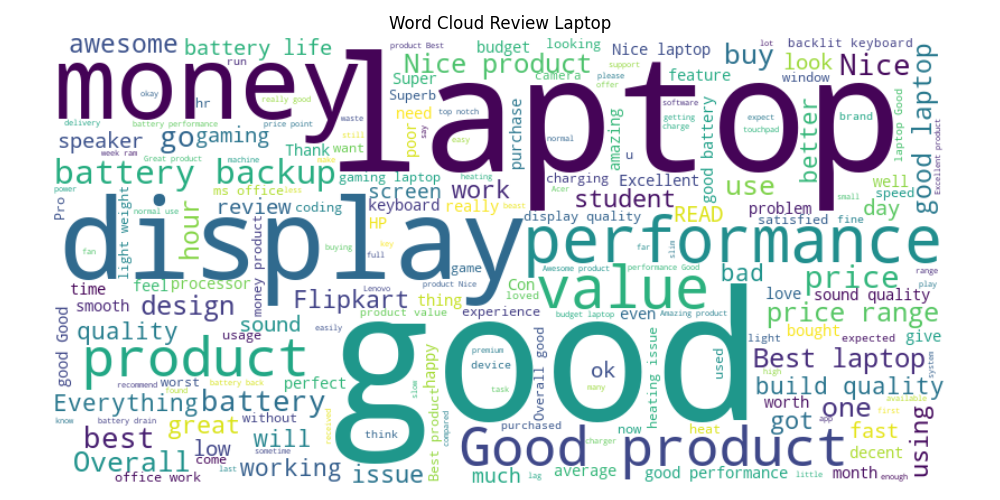 Word Cloud Review Laptop
awesome
battery life
product Best
budget
looking
Nice laptop
buy
lot
backlit keyboard
money
laptop
run
Nice product
camera
please
offer
support
feature
look
window
Nice
good laptop
okay
hr
really good
Super
Superb
top notch
need
poor
say
purchase
normal
amazing
software
getting
charge
expect
touchpad
better
brand
laptop Good
Excellent product
delivery
battery performance
price point
waste
still
easy
speaker
go
gaming
week ram
Great product
machine
Thank
want
more
u
good battery
battery backup
gaming laptop
heating
charging
Acer
Excellent
use
well
speed
day
small
power
Pro
light weight
normal use
ms office
less
coding
review
screen
keyboard
work
really
beast
student
READ
problem
satisfied
fine
display quality
HP
hour
display
performance
fan
money product
buying
key
full
game
far
slim
time
feel
processor
Lenovo
product Nice
Awesome product
performance Good
value
bad
price
range
play
smooth
design
Flipkart
thing
Con
loved
love
sound quality
price range
usage
sound
easily
product value
experience
budget laptop
even
Amazing product
bought
expected
give
quality
good Good
product
good
premium
device
task
ok
many
used
Overall good
heating issue
light
high
Best laptop
system
recommend
worst
battery back
found
perfect
slow
happy
build quality
available
Everything
battery
worth
one
first
know
battery drain
without
received
think
Best product
compared
purchased
now
heat
got
app
fast
using
best
great
low
will
sometime
Good product
charger
decent
Overall
come
last
working
issue
much
lag
average
good performance
little
month
enough
office work